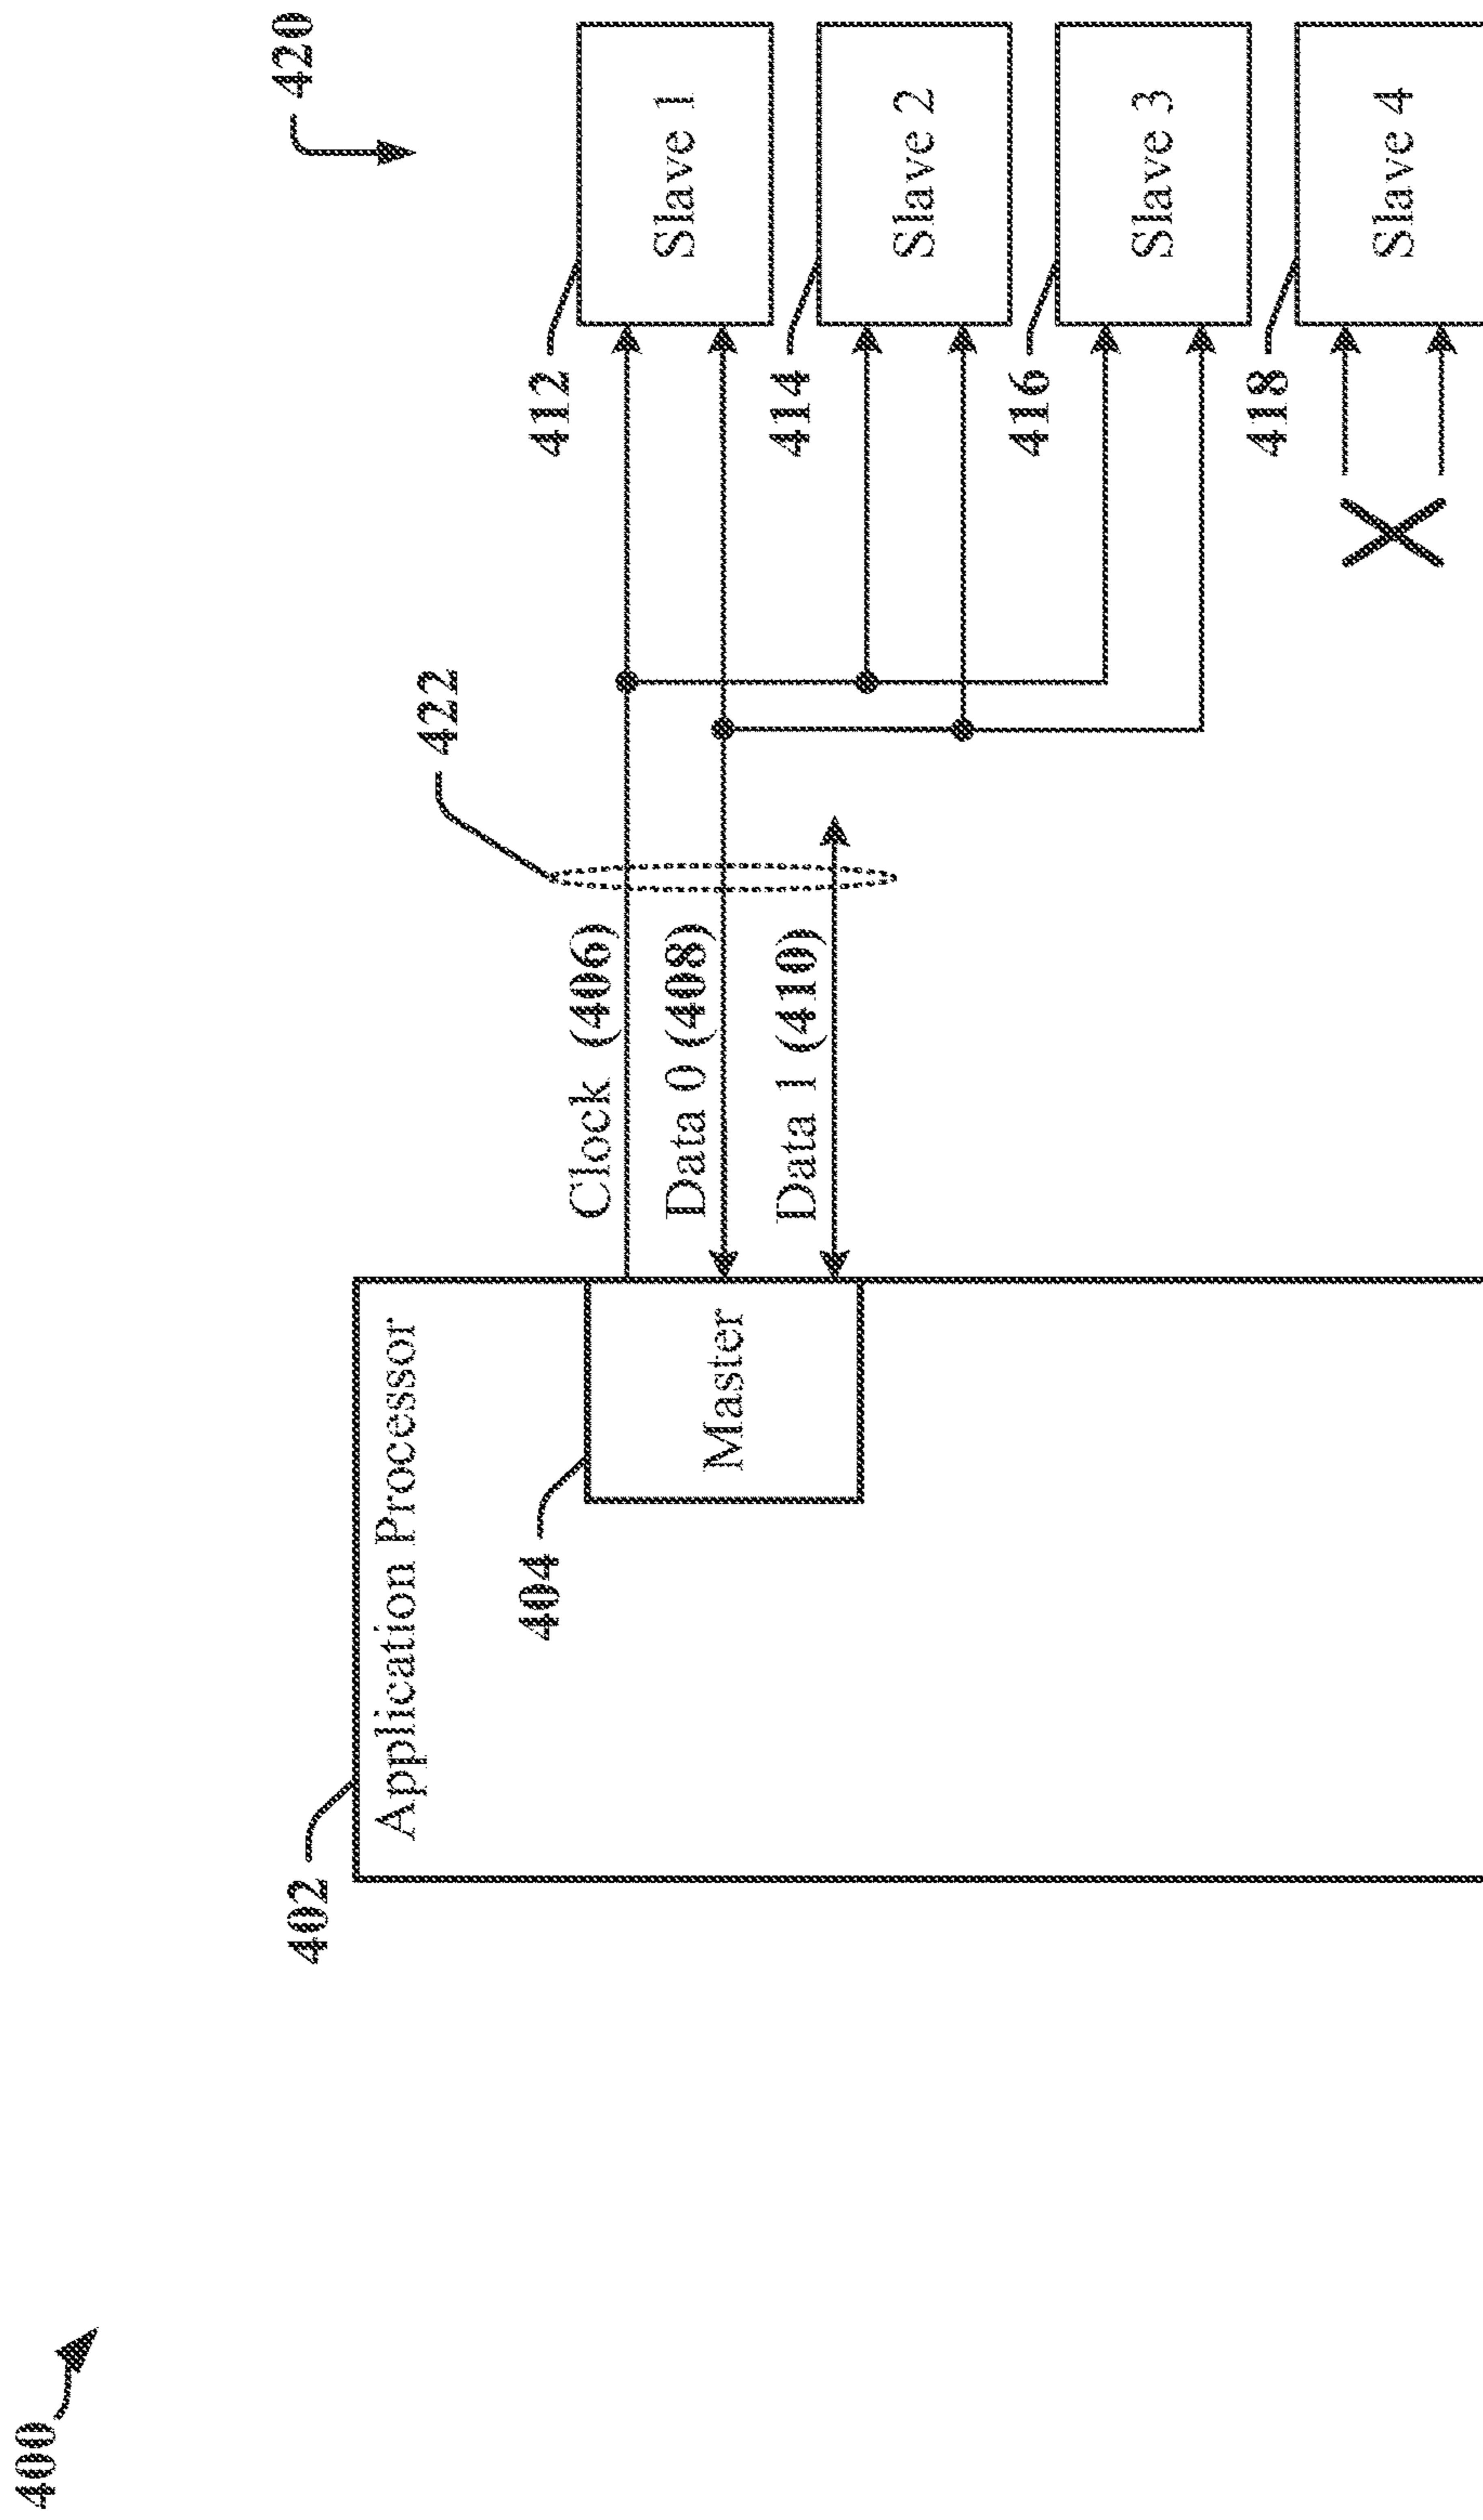 400
402
Application Processor
404
Master
Clock (406)
Data 0 (408)
Data 1 (410)
422
420
412
Slave 1
414
Slave 2
416
Slave 3
418
X
Slave 4